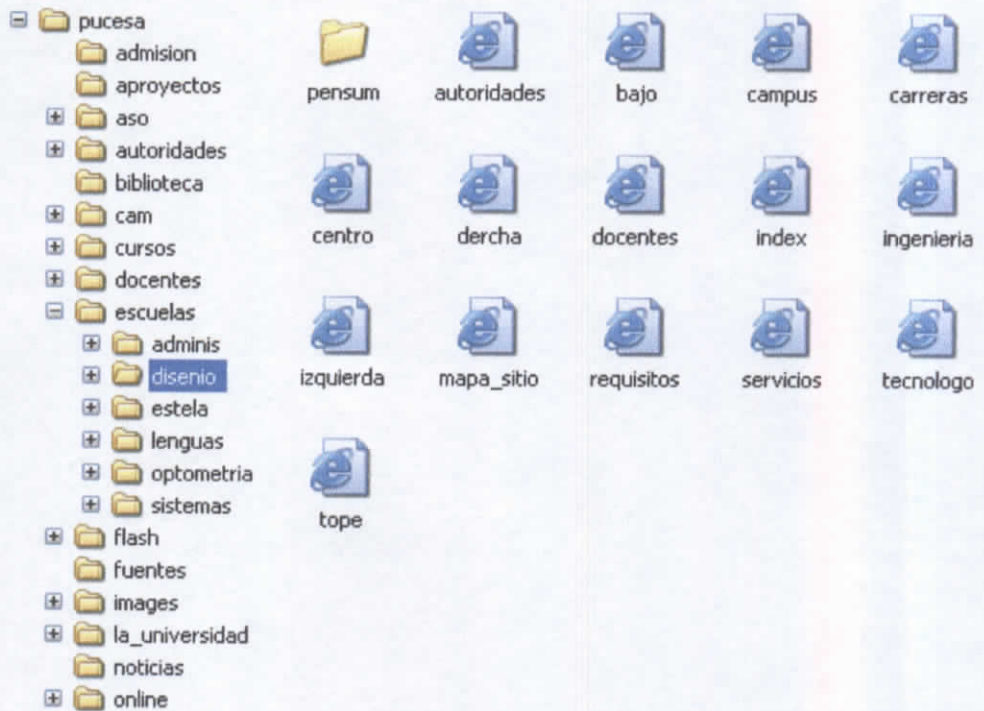 pucesa
admision
aproyectos
aso
autoridades
biblioteca
cam
cursos
docentes
escuelas
adminis
disenio
estela
lenguas
optometria
sistemas
flash
fuentes
images
la_universidad
noticias
online
pensum autoridades bajo campus carreras
centro dercha docentes index ingenieria
izquierda mapa_sitio requisitos servicios tecnologo
tope